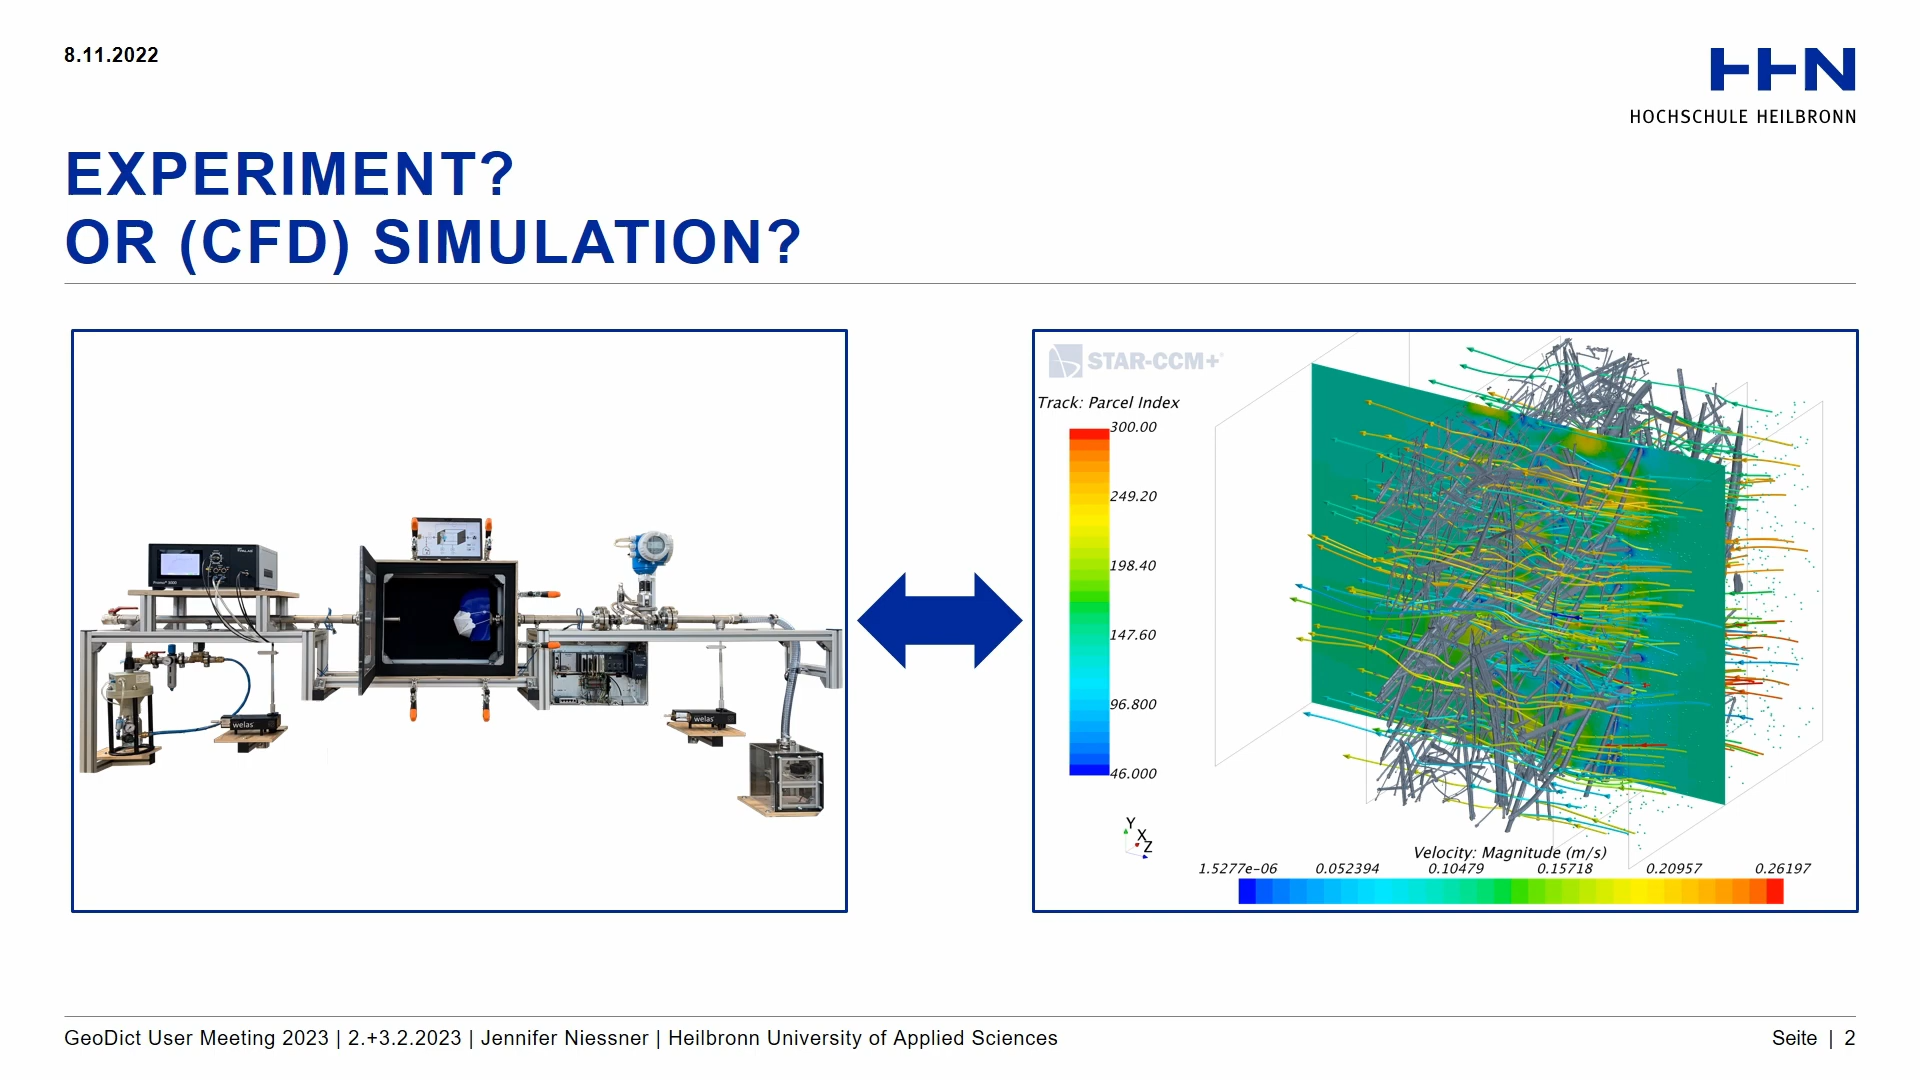 8.11.2022
HHN
HOCHSCHULE HEILBRONN
EXPERIMENT?
OR (CFD) SIMULATION?
welas
welas
STAR-CCM+
Track: Parcel Index
300.00
249.20
198.40
147.60
96.800
46.000
Y
X
Z
Velocity: Magnitude (m/s)
1.5277e-06 0.052394 0.10479 0.15718 0.20957 0.26197
GeoDict User Meeting 2023 | 2.+3.2.2023 | Jennifer Niessner | Heilbronn University of Applied Sciences
Seite | 2